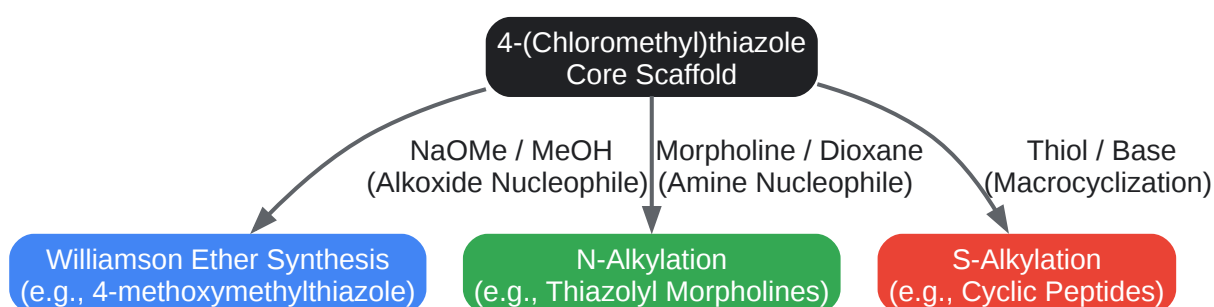 4-(Chloromethyl)thiazole
Core Scaffold
NaOMe / MeOH
(Alkoxide Nucleophile)
Morpholine / Dioxane
(Amine Nucleophile)
Thiol / Base
(Macrocyclization)
Williamson Ether Synthesis
(e.g., 4-methoxymethylthiazole)
N-Alkylation
(e.g., Thiazolyl Morpholines)
S-Alkylation
(e.g., Cyclic Peptides)